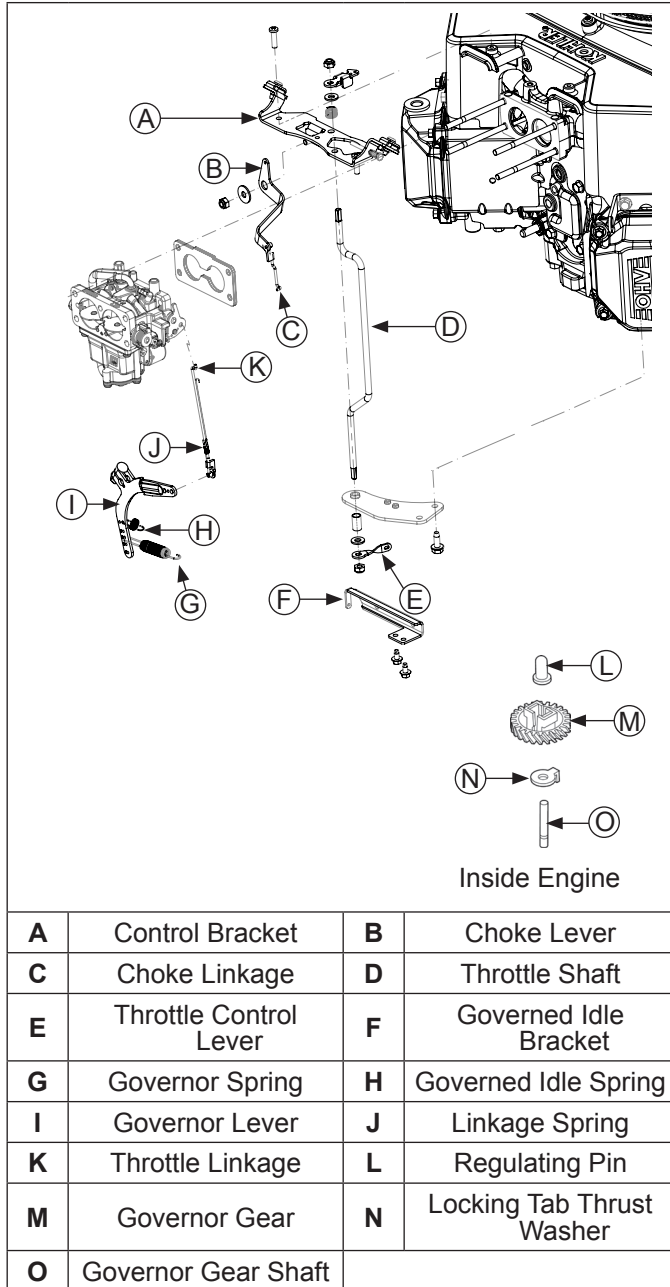 KOHLER
A
B
C
D
K
J
I
H
G
F
E
OHV
L
M
N
O
Inside Engine
A Control Bracket B Choke Lever
C Choke Linkage D Throttle Shaft
E Throttle Control Lever F Governed Idle Bracket
G Governor Spring H Governed Idle Spring
I Governor Lever J Linkage Spring
K Throttle Linkage L Regulating Pin
M Governor Gear N Locking Tab Thrust Washer
O Governor Gear Shaft